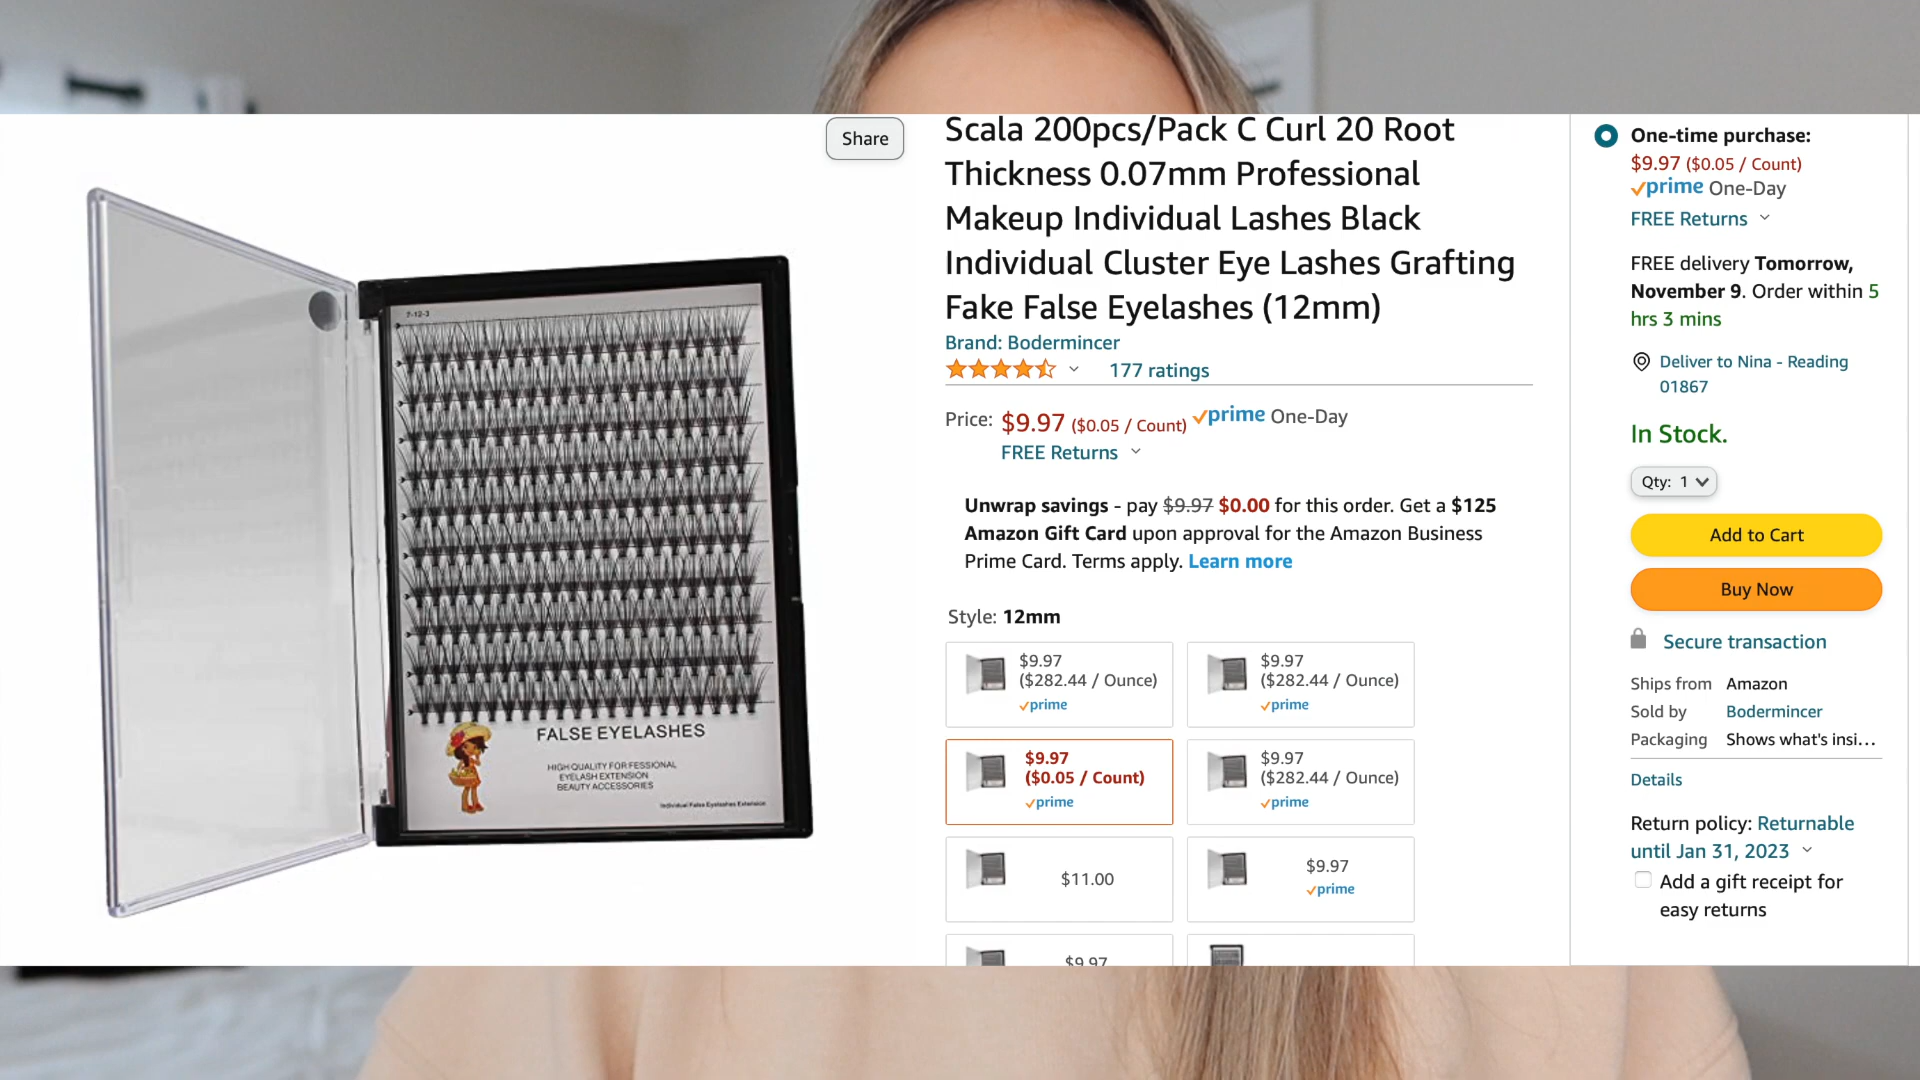 Share
Scala 200pcs/Pack C Curl 20 Root
Thickness 0.07mm Professional
Makeup Individual Lashes Black
Individual Cluster Eye Lashes Grafting
Fake False Eyelashes (12mm)
Brand: Bodermincer
177 ratings
Price: $9.97 ($0.05 / Count) prime One-Day
FREE Returns
Unwrap savings - pay $9.97 $0.00 for this order. Get a $125
Amazon Gift Card upon approval for the Amazon Business
Prime Card. Terms apply. Learn more
Style: 12mm
$9.97
($282.44 / Ounce)
prime
$9.97
($282.44 / Ounce)
prime
$9.97
($0.05 / Count)
prime
$9.97
($282.44 / Ounce)
prime
$11.00
$9.97
prime
$9.97
One-time purchase:
$9.97 ($0.05 / Count)
prime One-Day
FREE Returns
FREE delivery Tomorrow,
November 9. Order within 5
hrs 3 mins
Deliver to Nina - Reading
01867
In Stock.
Qty: 1
Add to Cart
Buy Now
Secure transaction
Ships from Amazon
Sold by Bodermincer
Packaging Shows what's insi...
Details
Return policy: Returnable
until Jan 31, 2023
Add a gift receipt for
easy returns
7-12-3
FALSE EYELASHES
HIGH QUALITY FOR FESSIONAL
EYELASH EXTENSION
BEAUTY ACCESSORIES
Individual False Eyelashes Extension